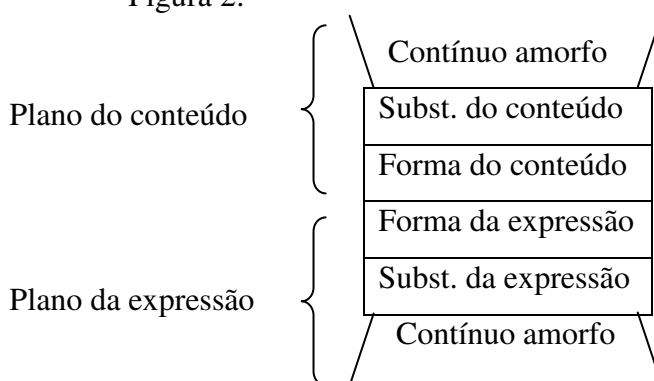 Figura 2:
Contínuo amorfo
Plano do conteúdo
Subst. do conteúdo
Forma do conteúdo
Forma da expressão
Plano da expressão
Subst. da expressão
Contínuo amorfo